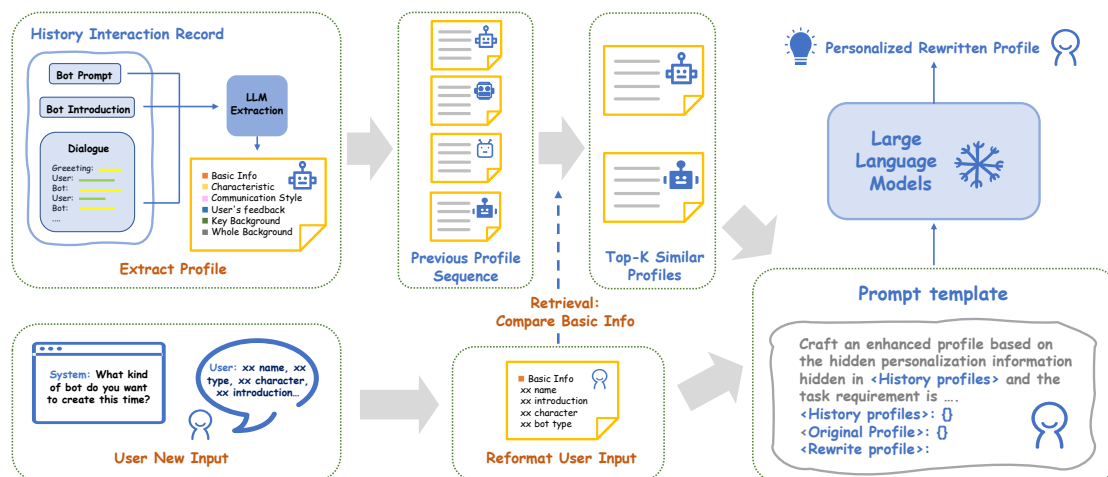 History Interaction Record
Bot Prompt
Bot Introduction
Dialogue
Greeeting:
User:
Bot:
User:
Bot:
....
LLM
Extraction
Basic Info
Characteristic
Communication Style
User's feedback
Key Background
Whole Background
Extract Profile
Previous Profile
Sequence
Top-K Similar
Profiles
Retrieval:
Compare Basic Info
System: What kind
of bot do you want
to create this time?
User: xx name, xx
type, xx character,
xx introduction...
User New Input
Basic Info
xx name
xx introduction
xx character
xx bot type
Reformat User Input
Personalized Rewritten Profile
Large
Language
Models
Prompt template
Craft an enhanced profile based on
the hidden personalization information
hidden in <History profiles> and the
task requirement is ….
<History profiles>: {}
<Original Profile>: {}
<Rewrite profile>: